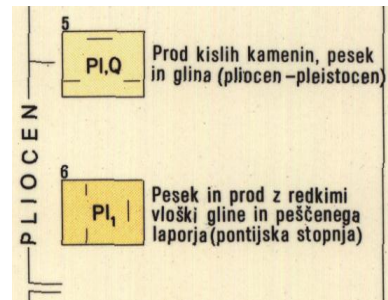 5
Pl,Q
Prod kislih kamenin, pesek
in glina (pliocen–pleistocen)
PLIOCEN
6
Pl₁
Pesek in prod z redkimi
vložki gline in peščenega
laporja (pontijska stopnja)